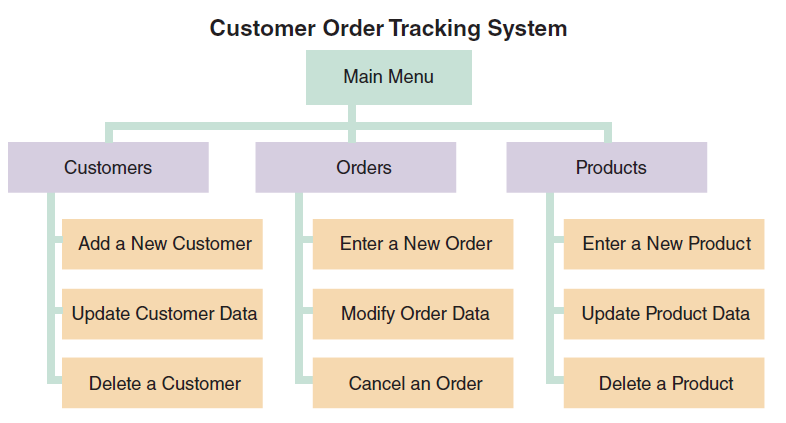 Customer Order Tracking System
Main Menu
Customers
Orders
Products
Add a New Customer
Enter a New Order
Enter a New Product
Update Customer Data
Modify Order Data
Update Product Data
Delete a Customer
Cancel an Order
Delete a Product